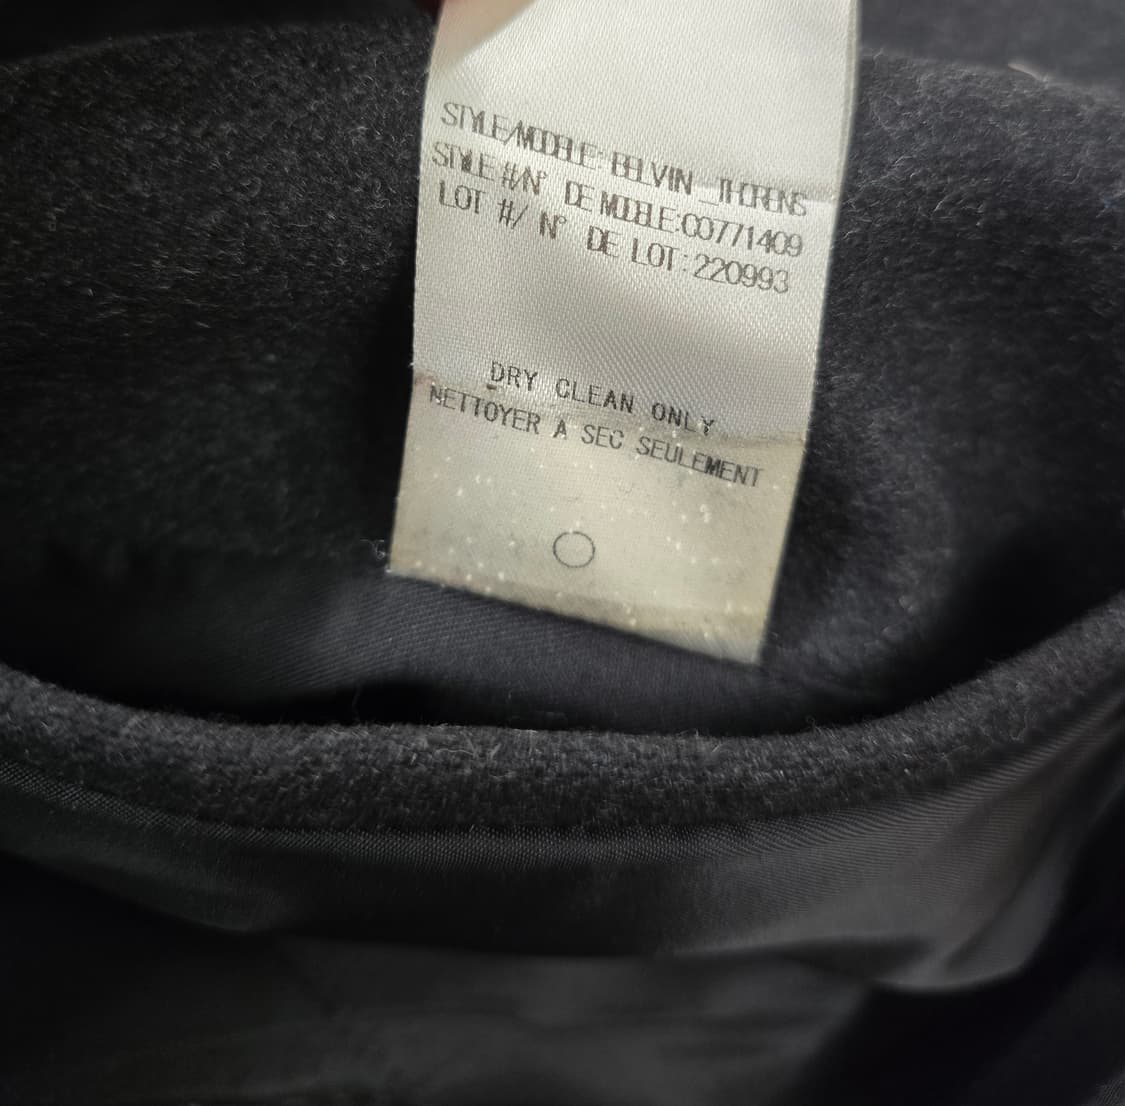 STYLE/MODELE-BELVIN_THORENS
STYLE #/N° DE MODELE:C0771409
LOT #/ N° DE LOT:220993
DRY CLEAN ONLY
NETTOYER A SEC SEULEMENT